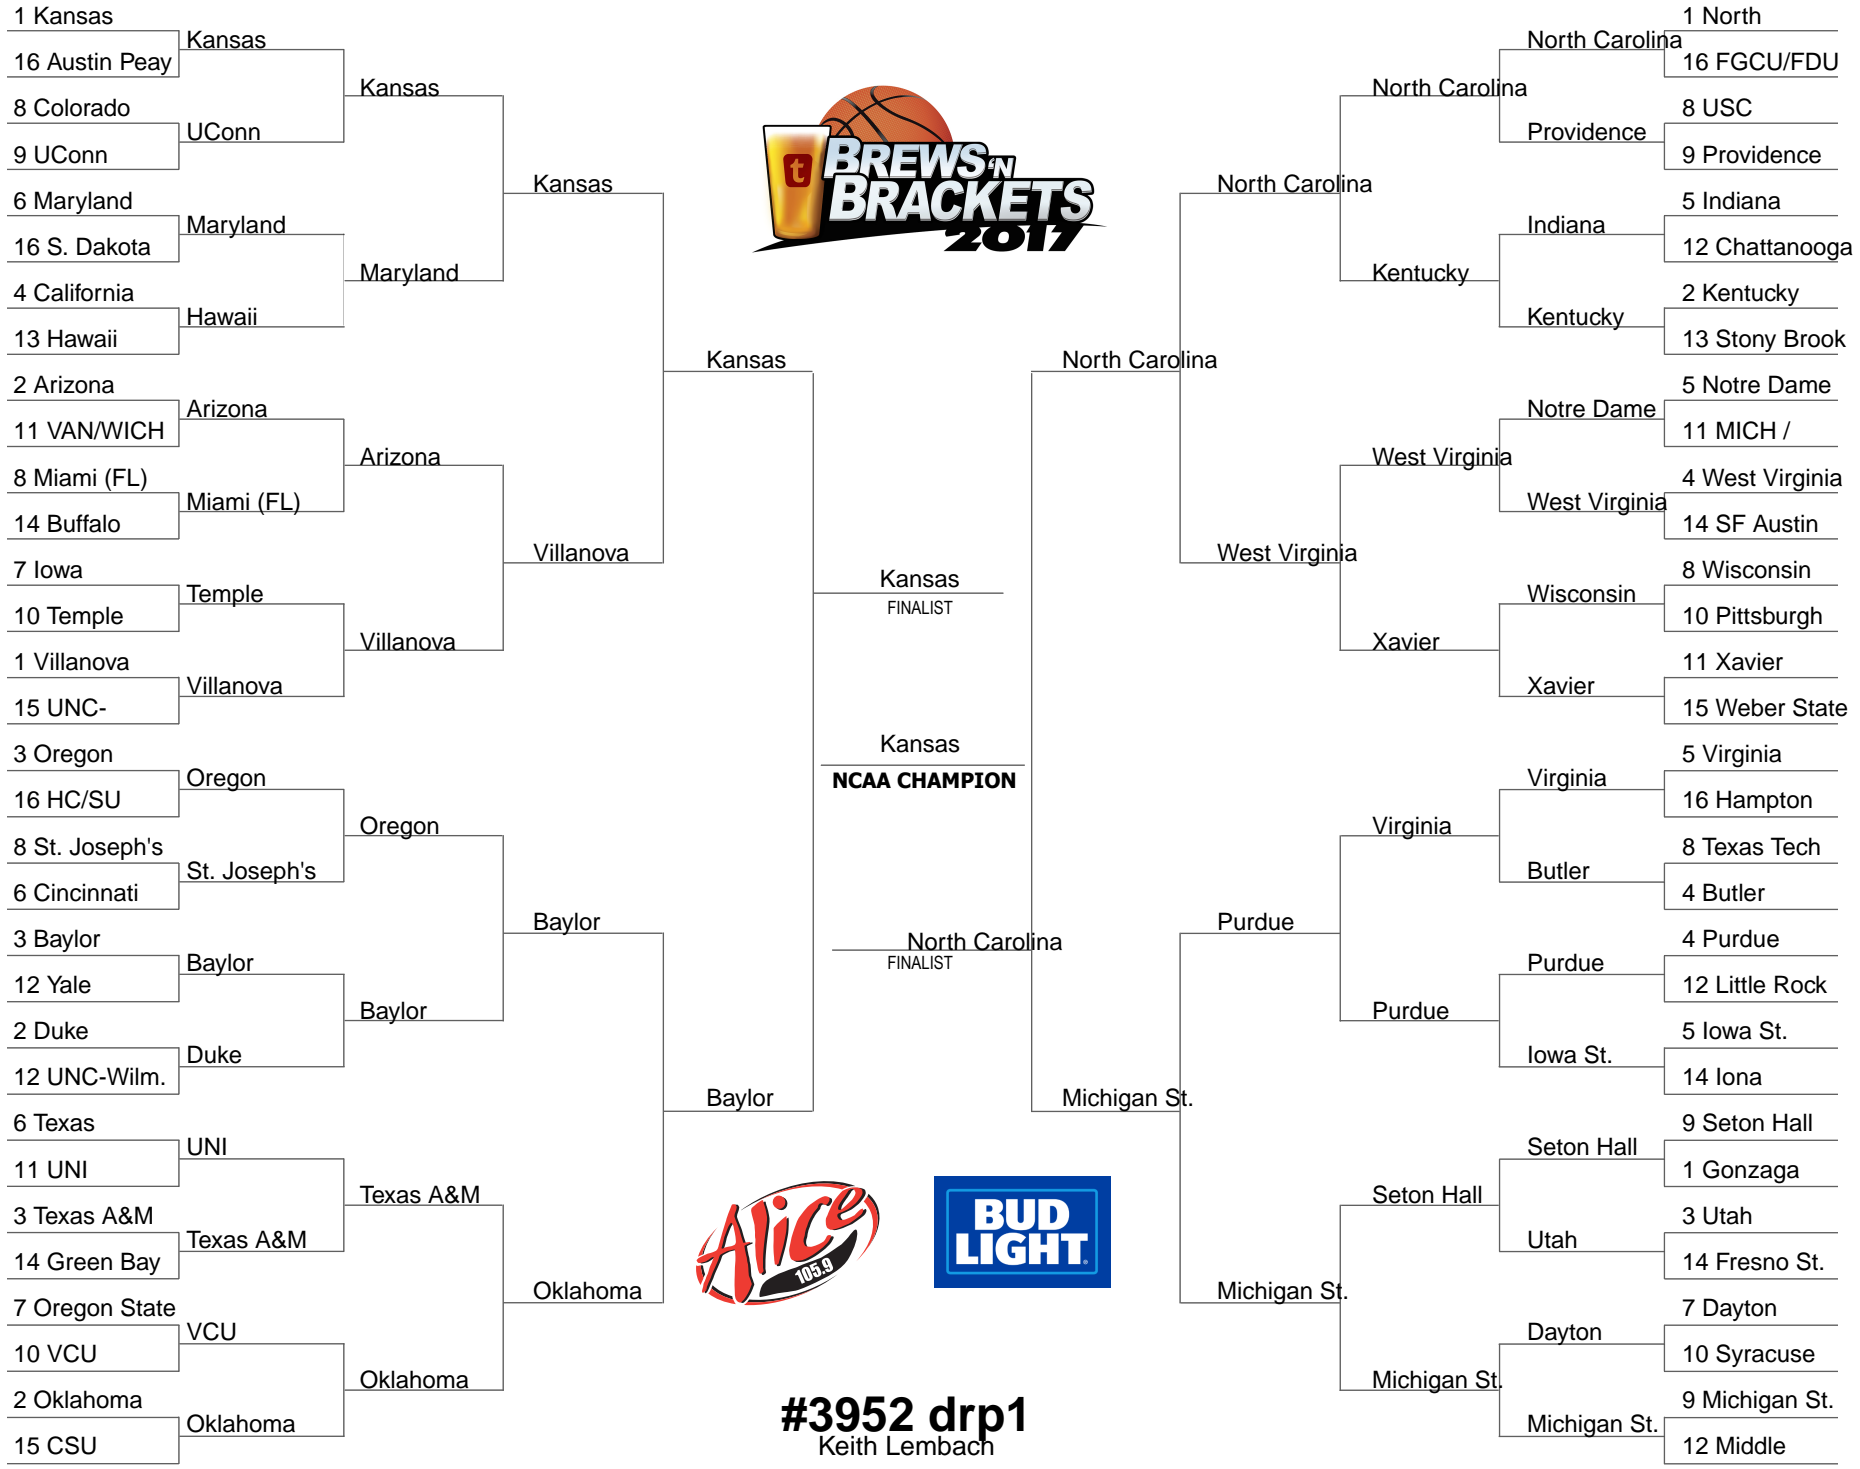 1 Kansas
16 Austin Peay
8 Colorado
9 UConn
6 Maryland
16 S. Dakota
4 California
13 Hawaii
2 Arizona
11 VAN/WICH
8 Miami (FL)
14 Buffalo
7 Iowa
10 Temple
1 Villanova
15 UNC-
3 Oregon
16 HC/SU
8 St. Joseph's
6 Cincinnati
3 Baylor
12 Yale
2 Duke
12 UNC-Wilm.
6 Texas
11 UNI
3 Texas A&M
14 Green Bay
7 Oregon State
10 VCU
2 Oklahoma
15 CSU
Kansas
UConn
Maryland
Hawaii
Arizona
Miami (FL)
Temple
Villanova
Oregon
St. Joseph's
Baylor
Duke
UNI
Texas A&M
VCU
Oklahoma
Kansas
Maryland
Arizona
Villanova
Oregon
Baylor
Texas A&M
Oklahoma
Kansas
Villanova
Baylor
Oklahoma
Kansas
Baylor
t
BREWS 'N
BRACKETS
2017
Kansas
FINALIST
Kansas
NCAA CHAMPION
North Carolina
FINALIST
Alice
105.9
BUD
LIGHT
#3952 drp1
Keith Lembach
North Carolina
Michigan St.
North Carolina
West Virginia
Purdue
Michigan St.
North Carolina
Kentucky
West Virginia
Xavier
Virginia
Purdue
Seton Hall
Michigan St.
North Carolina
Providence
Indiana
Kentucky
Notre Dame
West Virginia
Wisconsin
Xavier
Virginia
Butler
Purdue
Iowa St.
Seton Hall
Utah
Dayton
Michigan St.
1 North
16 FGCU/FDU
8 USC
9 Providence
5 Indiana
12 Chattanooga
2 Kentucky
13 Stony Brook
5 Notre Dame
11 MICH /
4 West Virginia
14 SF Austin
8 Wisconsin
10 Pittsburgh
11 Xavier
15 Weber State
5 Virginia
16 Hampton
8 Texas Tech
4 Butler
4 Purdue
12 Little Rock
5 Iowa St.
14 Iona
9 Seton Hall
1 Gonzaga
3 Utah
14 Fresno St.
7 Dayton
10 Syracuse
9 Michigan St.
12 Middle